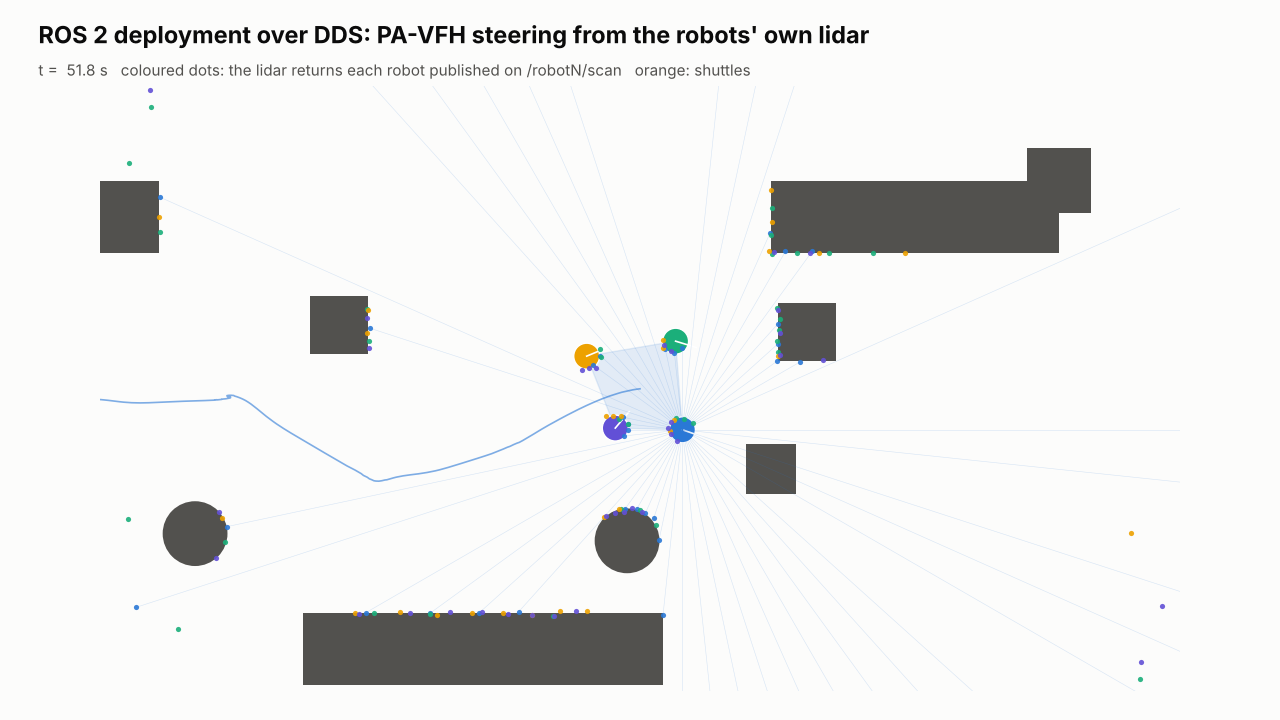 ROS 2 deployment over DDS: PA-VFH steering from the robots' own lidar
t =  51.8 s   coloured dots: the lidar returns each robot published on /robotN/scan   orange: shuttles